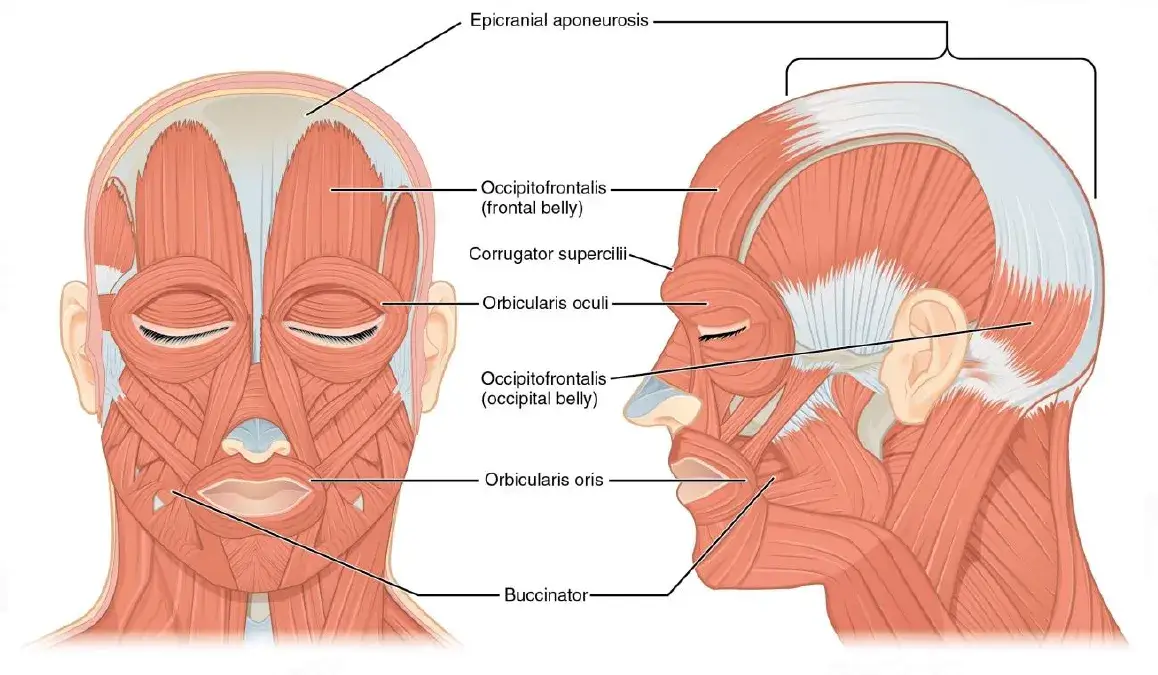 Epicranial aponeurosis
Occipitofrontalis
(frontal belly)
Corrugator supercilii
Orbicularis oculi
Occipitofrontalis
(occipital belly)
Orbicularis oris
Buccinator